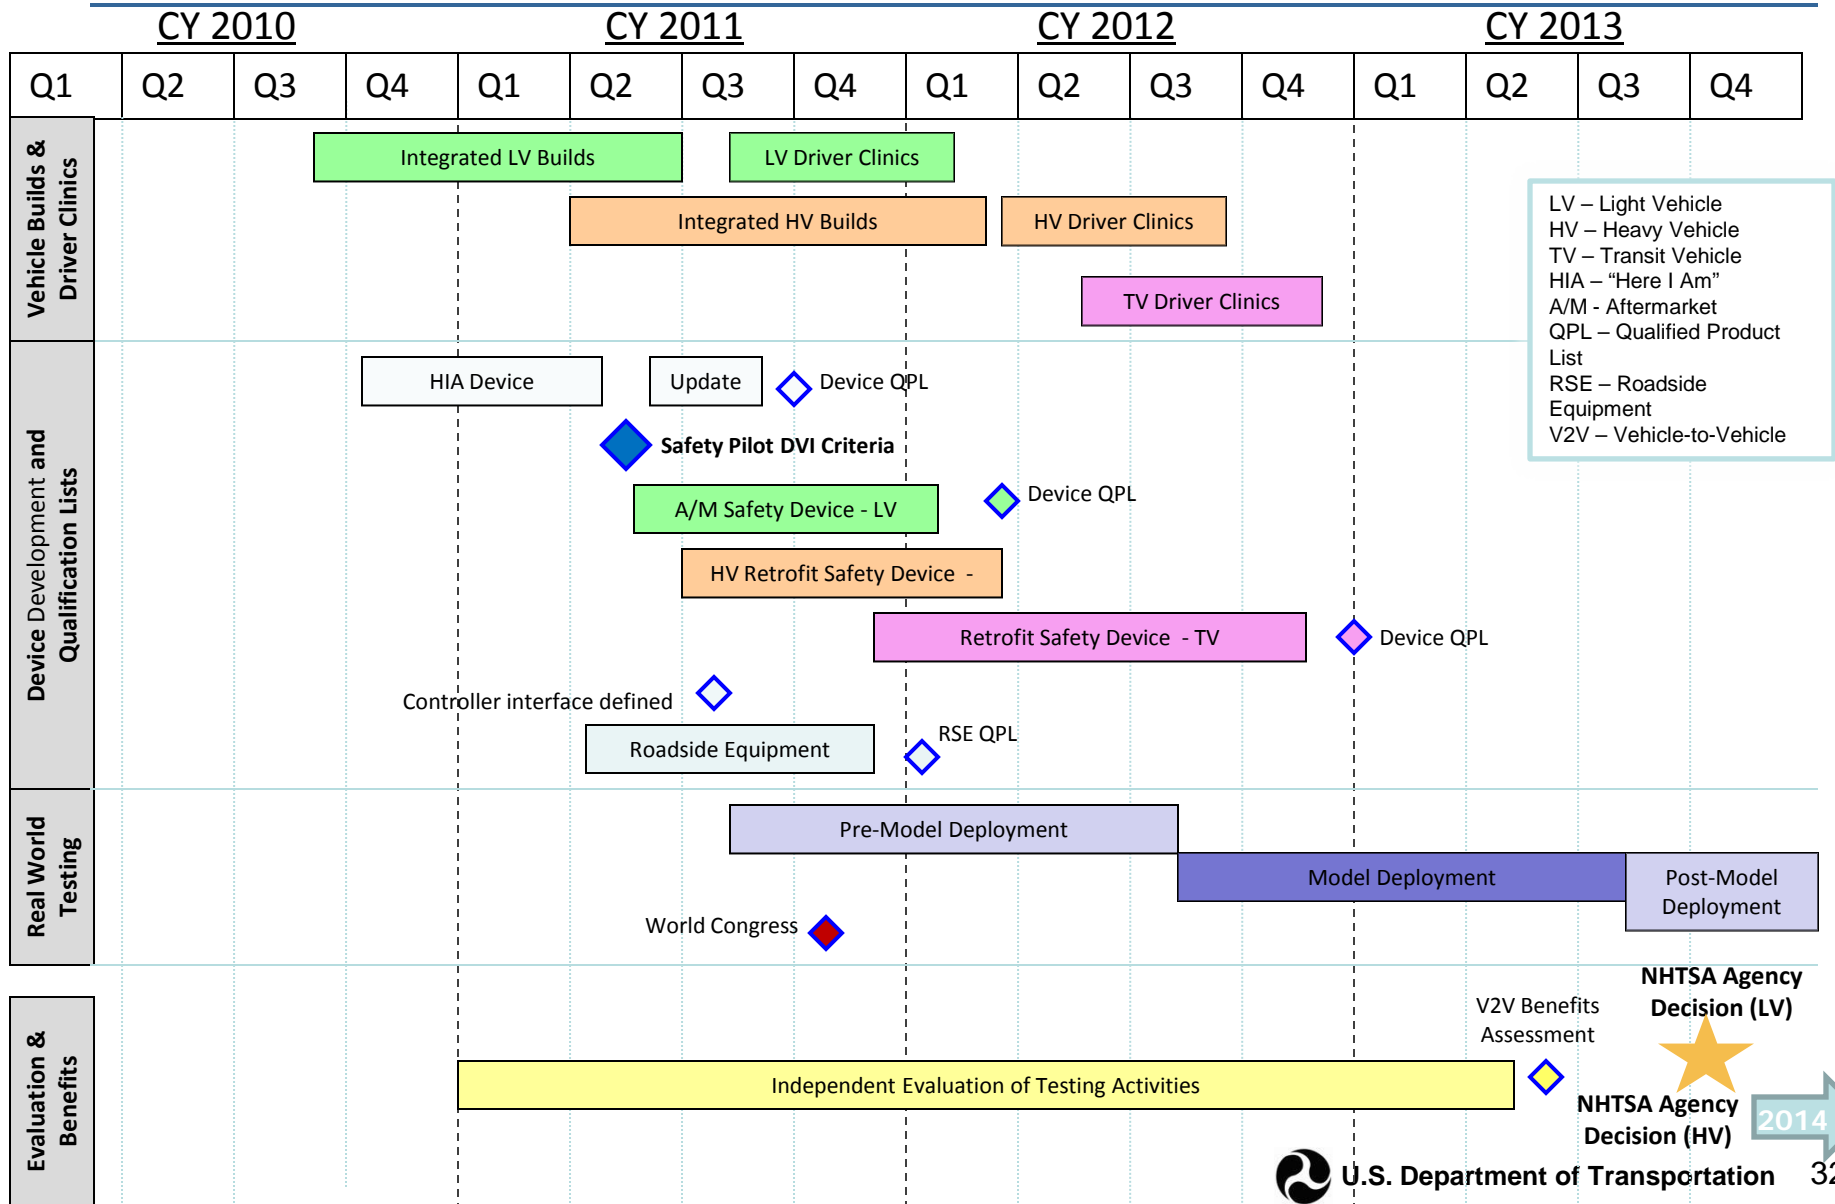 CY 2010
CY 2011
CY 2012
CY 2013
Q1
Q2
Q3
Q4
Q1
Q2
Q3
Q4
Q1
Q2
Q3
Q4
Q1
Q2
Q3
Q4
Vehicle Builds &
Driver Clinics
Integrated LV Builds
LV Driver Clinics
Integrated HV Builds
HV Driver Clinics
TV Driver Clinics
LV – Light Vehicle
HV – Heavy Vehicle
TV – Transit Vehicle
HIA – “Here I Am”
A/M - Aftermarket
QPL – Qualified Product
List
RSE – Roadside
Equipment
V2V – Vehicle-to-Vehicle
Device Development and
Qualification Lists
HIA Device
Update
Device QPL
Safety Pilot DVI Criteria
A/M Safety Device - LV
Device QPL
HV Retrofit Safety Device -
Retrofit Safety Device - TV
Device QPL
Controller interface defined
Roadside Equipment
RSE QPL
Real World
Testing
Pre-Model Deployment
Model Deployment
Post-Model
Deployment
World Congress
Evaluation &
Benefits
Independent Evaluation of Testing Activities
V2V Benefits
Assessment
NHTSA Agency
Decision (LV)
NHTSA Agency
Decision (HV)
2014
U.S. Department of Transportation
32